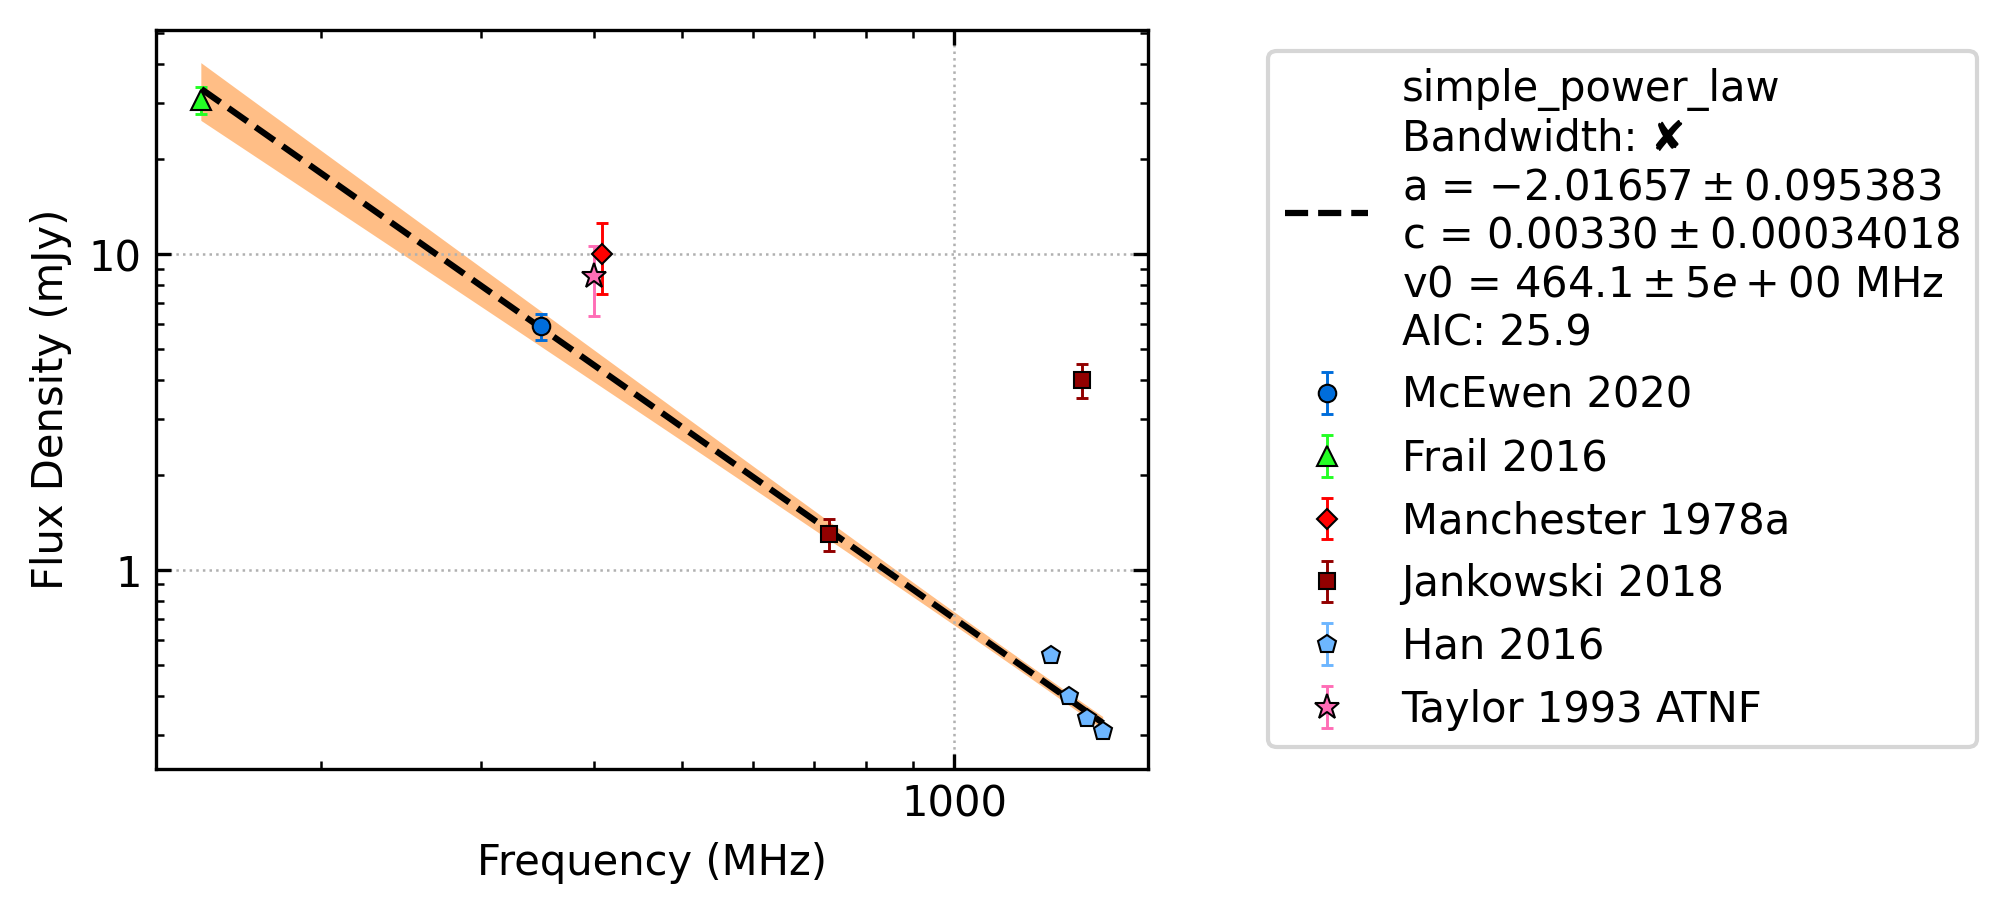 10
1
1000
Flux Density (mJy)
Frequency (MHz)
simple_power_law
Bandwidth: ✘
a = −2.01657 ± 0.095383
c = 0.00330 ± 0.00034018
v0 = 464.1 ± 5e + 00 MHz
AIC: 25.9
McEwen 2020
Frail 2016
Manchester 1978a
Jankowski 2018
Han 2016
Taylor 1993 ATNF